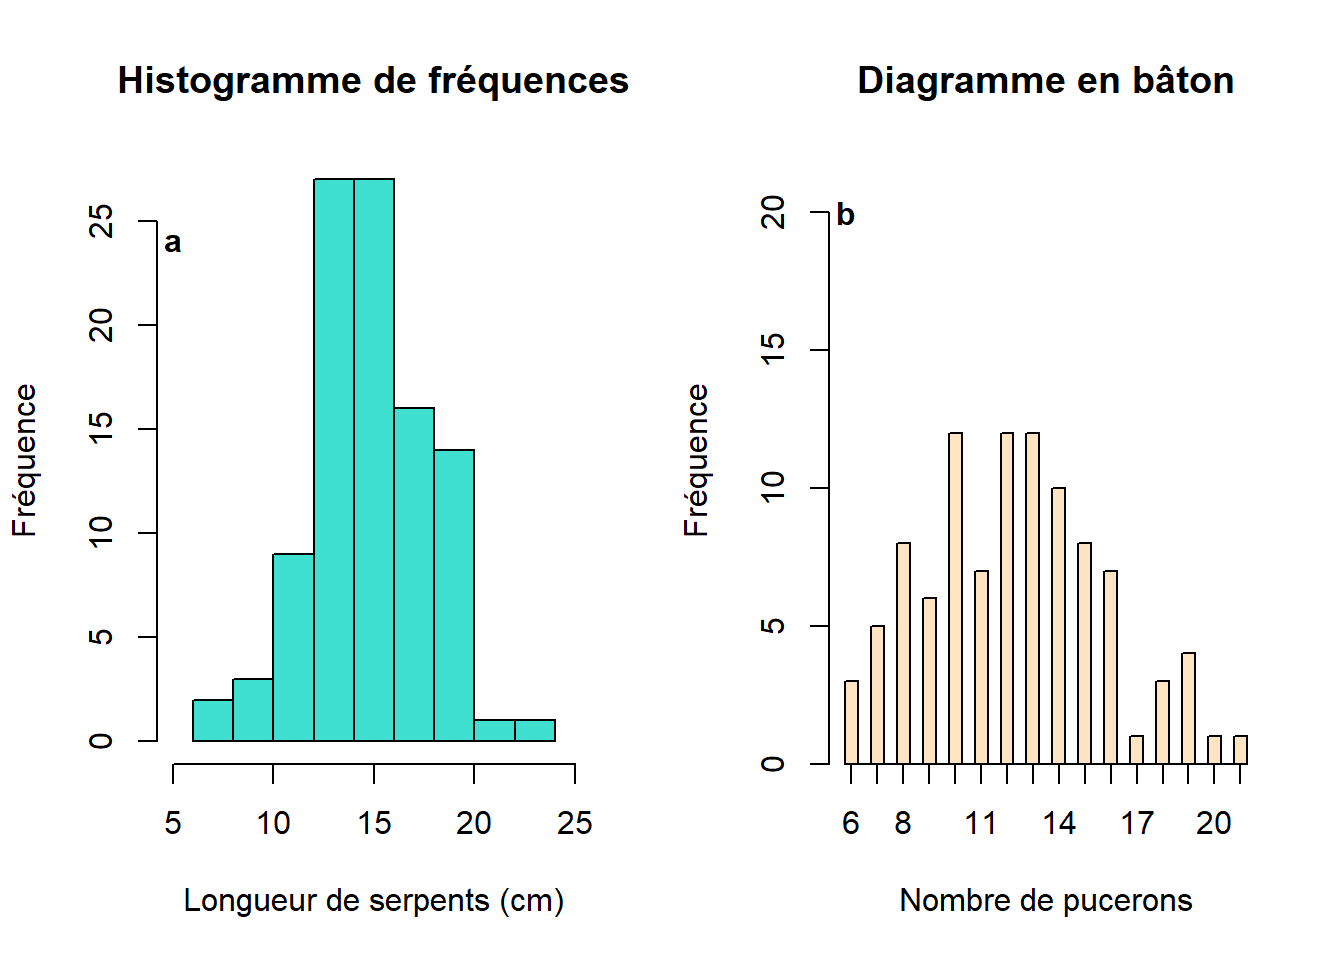 Histogramme de fréquences
a
Fréquence
25
20
15
10
5
0
5 10 15 20 25
Longueur de serpents (cm)
Diagramme en bâton
b
Fréquence
20
15
10
5
0
6 8 11 14 17 20
Nombre de pucerons